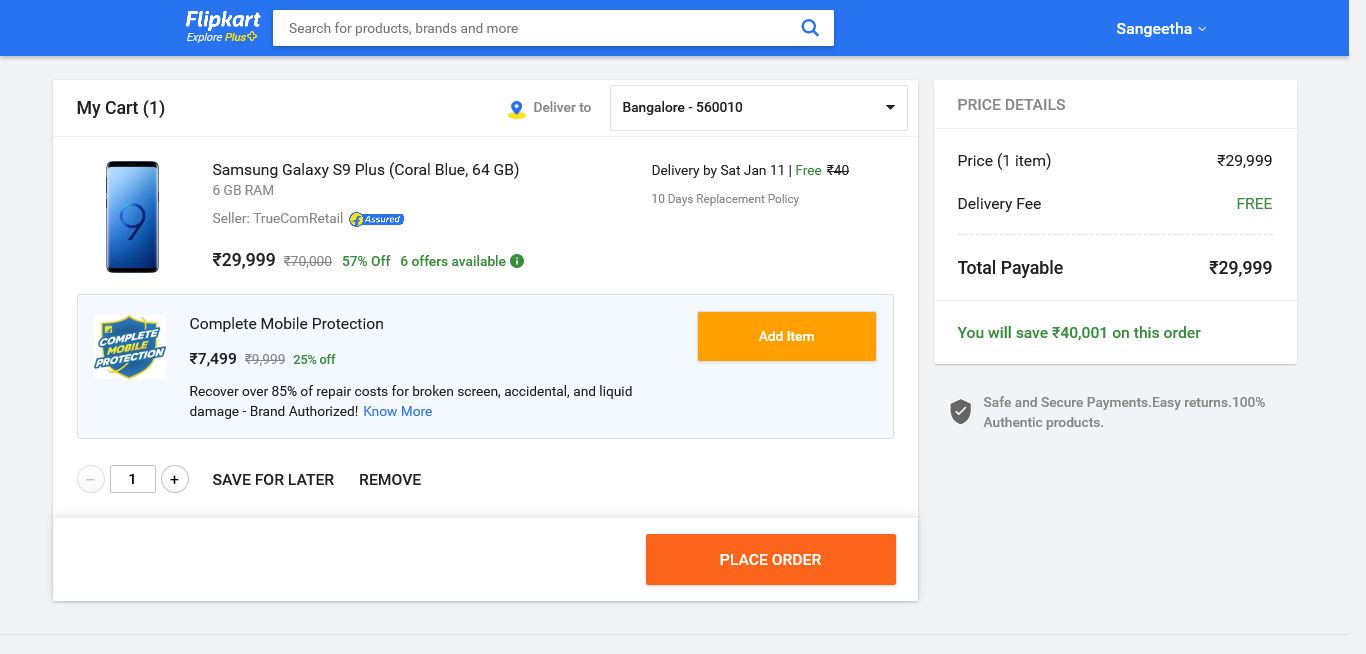 Flipkart
Explore Plus
Search for products, brands and more
Sangeetha
My Cart (1)
Deliver to
Bangalore - 560010
Samsung Galaxy S9 Plus (Coral Blue, 64 GB)
6 GB RAM
Seller: TrueComRetail
Assured
9
Delivery by Sat Jan 11 | Free ₹40
10 Days Replacement Policy
₹29,999 ₹70,000 57% Off 6 offers available
COMPLETE
MOBILE
PROTECTION
Complete Mobile Protection
₹7,499 ₹9,999 25% off
Recover over 85% of repair costs for broken screen, accidental, and liquid
damage - Brand Authorized! Know More
Add Item
1
SAVE FOR LATER
REMOVE
PLACE ORDER
PRICE DETAILS
Price (1 item) ₹29,999
Delivery Fee FREE
Total Payable ₹29,999
You will save ₹40,001 on this order
Safe and Secure Payments.Easy returns.100%
Authentic products.